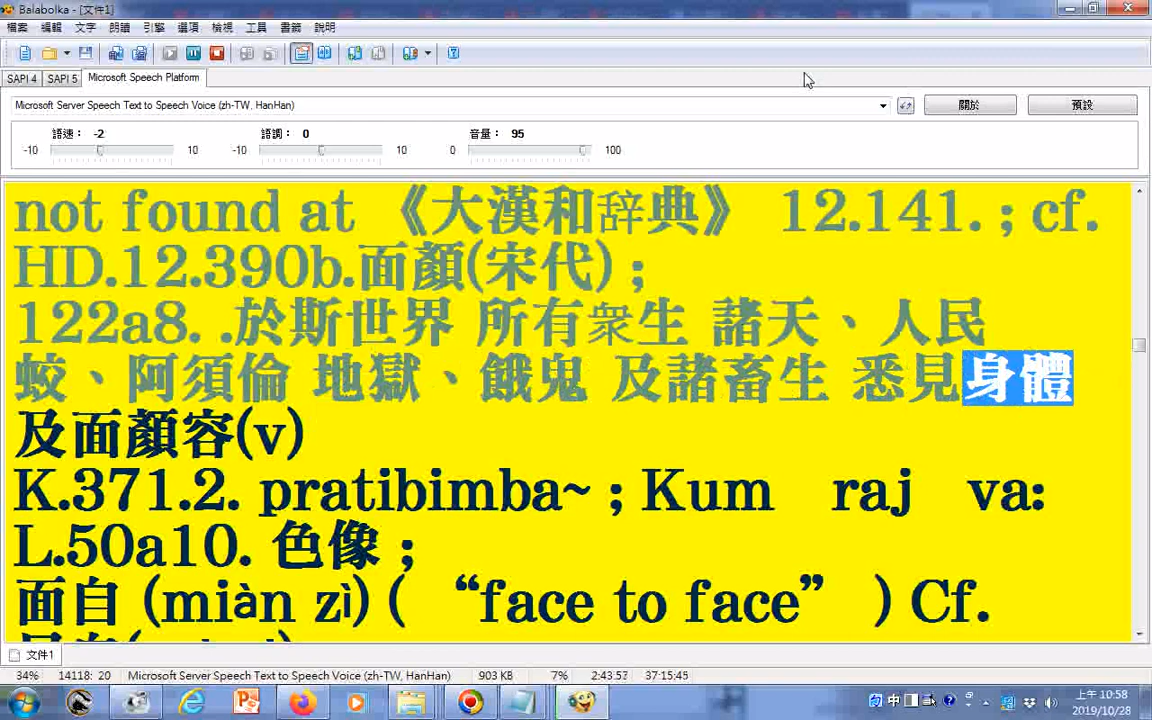 Balabolka - [文件1]
檔案 編輯 文字 朗讀 引擎 選項 檢視 工具 書籤 說明
SAPI 4 SAPI 5 Microsoft Speech Platform
Microsoft Server Speech Text to Speech Voice (zh-TW, HanHan) 關於 預設
語速： -2 語調： 0 音量： 95
-10 10 -10 10 0 100
not found at 《大漢和辞典》 12.141. ; cf.
HD.12.390b.面顏(宋代) ;
122a8. .於斯世界 所有衆生 諸天、人民
蛟、阿須倫 地獄、餓鬼 及諸畜生 悉見身體
及面顏容(v)
K.371.2. pratibimba~ ; Kum raj va:
L.50a10. 色像 ;
面自 (miàn zì) ( “face to face” ) Cf.
文件1
34% 14118: 20 Microsoft Server Speech Text to Speech Voice (zh-TW, HanHan) 903 KB 7% 2:43:57 37:15:45
中 上午 10:58
2019/10/28